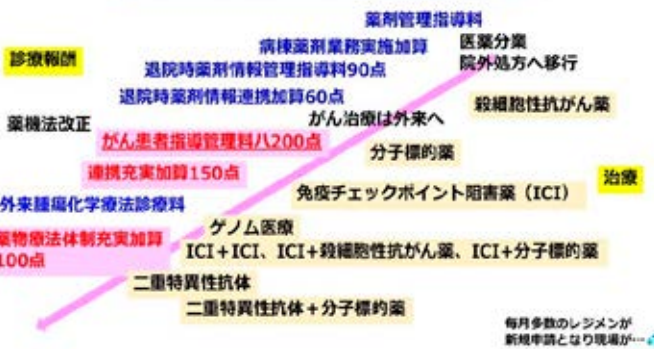 薬剤管理指導料
診療報酬
病棟薬剤業務実施加算
医薬分業
院外処方へ移行
退院時薬剤情報管理指導料90点
退院時薬剤情報連携加算60点
殺細胞性抗がん薬
薬機法改正
がん治療は外来へ
がん患者指導管理料八200点
分子標的薬
連携充実加算150点
治療
免疫チェックポイント阻害薬（ICI）
外来腫瘍化学療法診療料
ゲノム医療
薬物療法体制充実加算
100点
ICI＋ICI、ICI+殺細胞性抗がん薬、ICI+分子標的薬
二重特異性抗体
二重特異性抗体＋分子標的薬
毎月多数のレジメンが
新規申請となり現場が…